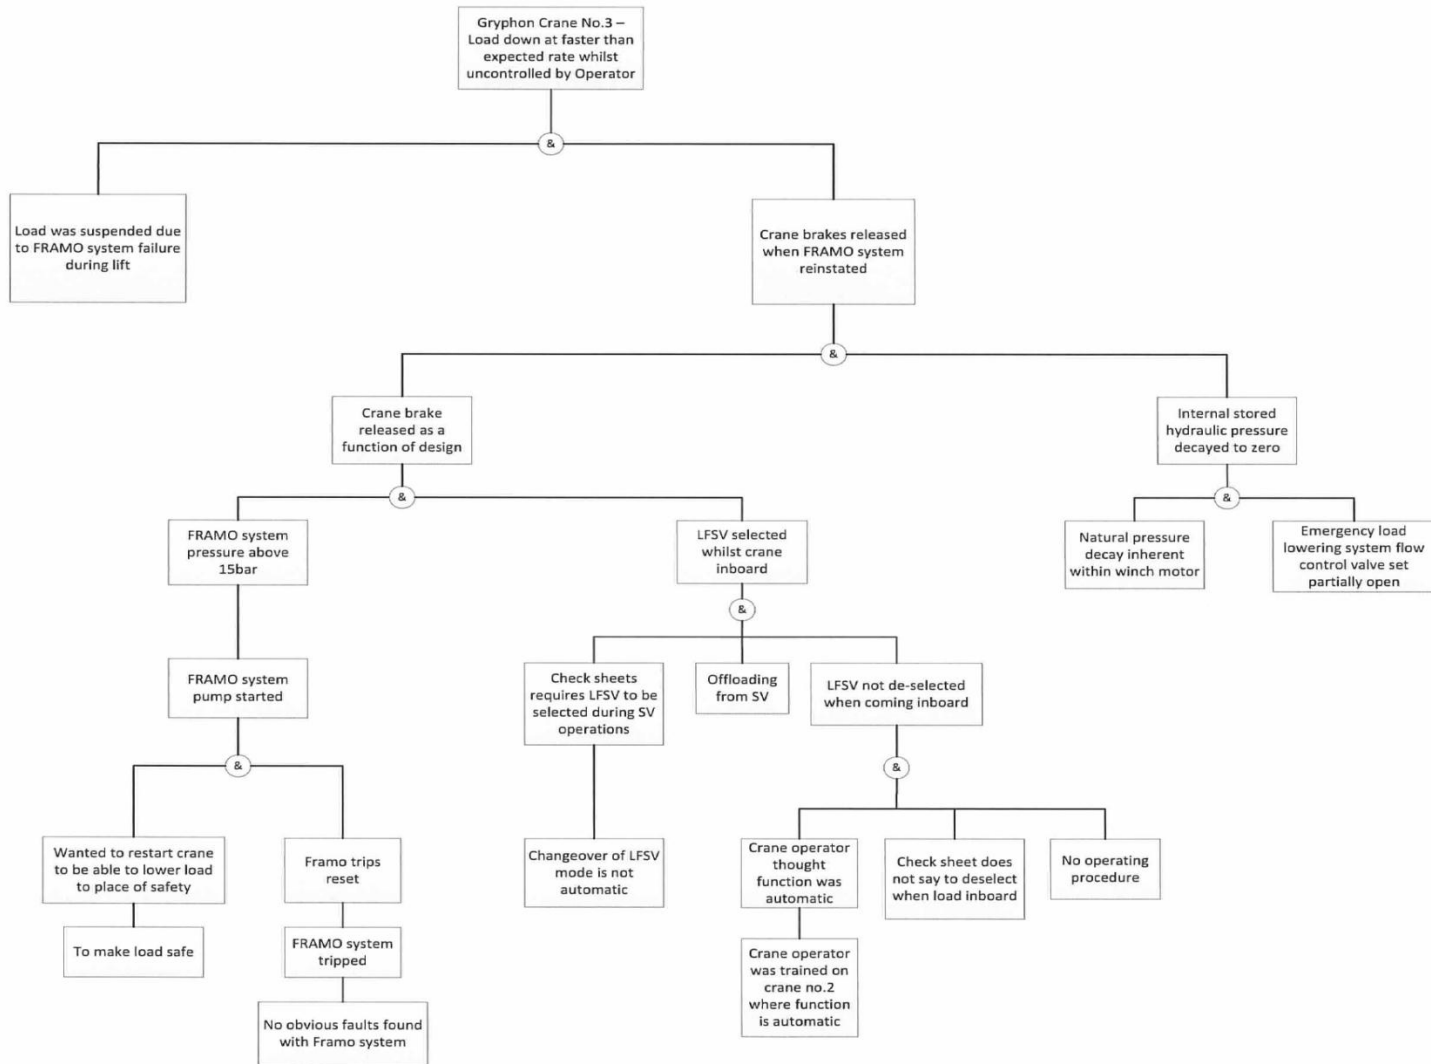 Gryphon Crane No.3 –
Load down at faster than
expected rate whilst
uncontrolled by Operator
&
Load was suspended due
to FRAMO system failure
during lift
Crane brakes released
when FRAMO system
reinstated
&
Crane brake
released as a
function of design
Internal stored
hydraulic pressure
decayed to zero
&
&
FRAMO system
pressure above
15bar
LFSV selected
whilst crane
inboard
Natural pressure
decay inherent
within winch motor
Emergency load
lowering system flow
control valve set
partially open
&
FRAMO system
pump started
Check sheets
requires LFSV to be
selected during SV
operations
Offloading
from SV
LFSV not de-selected
when coming inboard
&
&
Wanted to restart crane
to be able to lower load
to place of safety
Framo trips
reset
Changeover of LFSV
mode is not
automatic
Crane operator
thought
function was
automatic
Check sheet does
not say to deselect
when load inboard
No operating
procedure
To make load safe
FRAMO system
tripped
Crane operator
was trained on
crane no.2
where function
is automatic
No obvious faults found
with Framo system